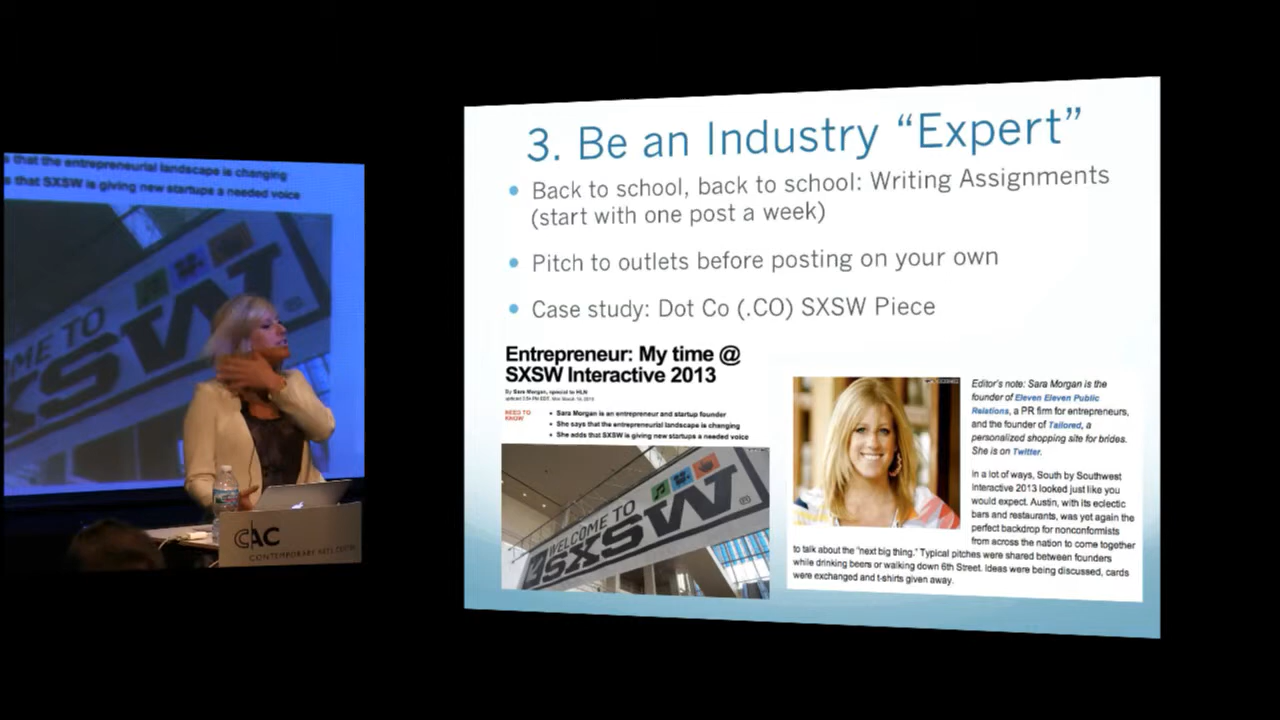 s that the entrepreneurial landscape is changing
s that SXSW is giving new startups a needed voice
ME TO
SXSW
CAC
CONTEMPORARY ARTS CENTER
3. Be an Industry “Expert”
Back to school, back to school: Writing Assignments
(start with one post a week)
Pitch to outlets before posting on your own
Case study: Dot Co (.CO) SXSW Piece
Entrepreneur: My time @
SXSW Interactive 2013
By Sara Morgan, special to HLN
NEED TO
KNOW
Sara Morgan is an entrepreneur and startup founder
She says that the entrepreneurial landscape is changing
She adds that SXSW is giving new startups a needed voice
WELCOME TO
SXSW®
Editor's note: Sara Morgan is the
founder of Eleven Eleven Public
Relations, a PR firm for entrepreneurs,
and the founder of Tailored, a
personalized shopping site for brides.
She is on Twitter.
In a lot of ways, South by Southwest
Interactive 2013 looked just like you
would expect. Austin, with its eclectic
bars and restaurants, was yet again the
perfect backdrop for nonconformists
from across the nation to come together
to talk about the "next big thing." Typical pitches were shared between founders
while drinking beers or walking down 6th Street. Ideas were being discussed, cards
were exchanged and t-shirts given away.